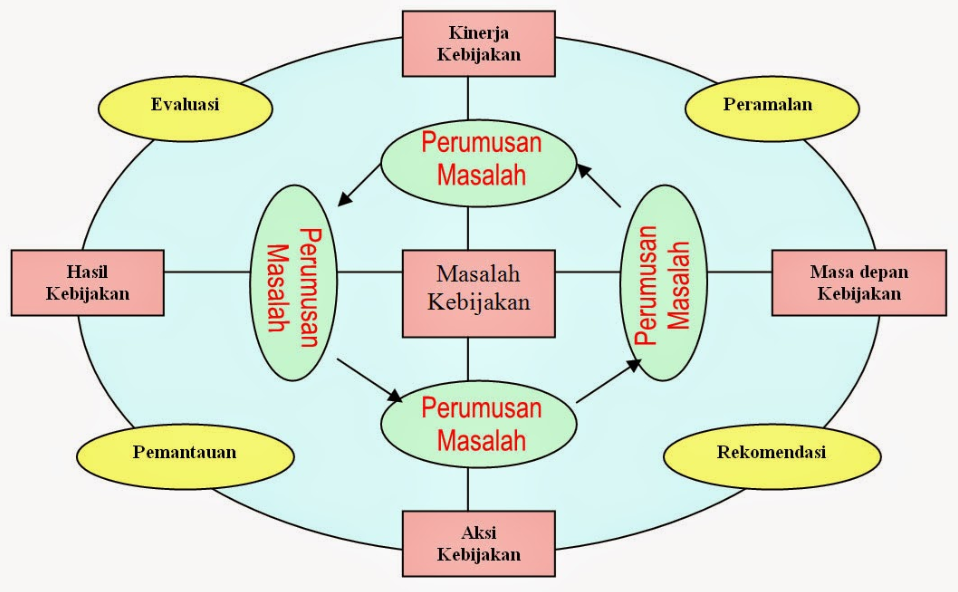 Kinerja
Kebijakan
Evaluasi
Peramalan
Perumusan
Masalah
Hasil
Kebijakan
Perumusan
Masalah
Masalah
Kebijakan
Perumusan
Masalah
Masa depan
Kebijakan
Perumusan
Masalah
Pemantauan
Rekomendasi
Aksi
Kebijakan